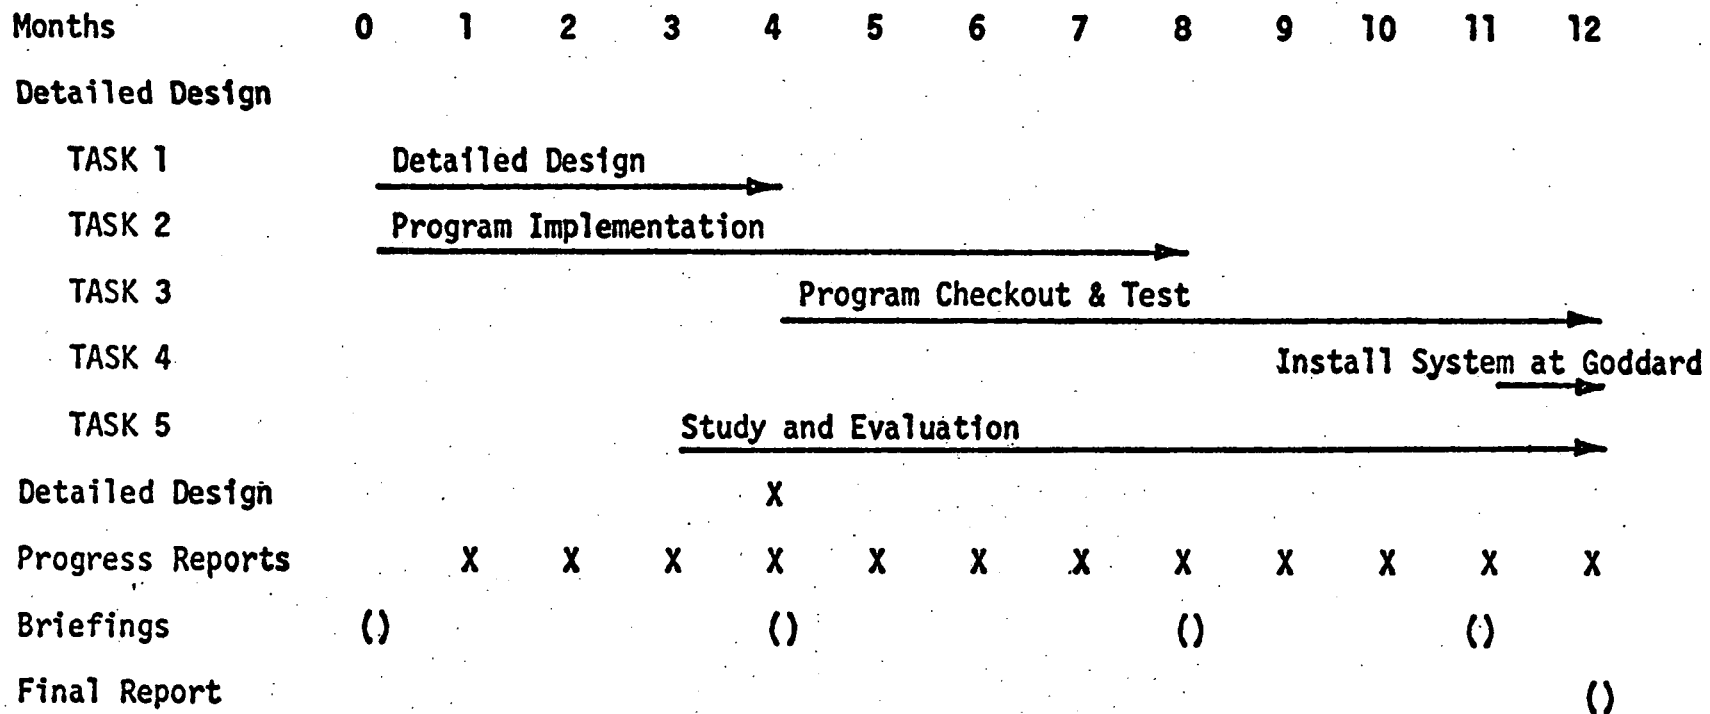 Months 0 1 2 3 4 5 6 7 8 9 10 11 12
Detailed Design
TASK 1 Detailed Design
TASK 2 Program Implementation
TASK 3 Program Checkout & Test
TASK 4 Install System at Goddard
TASK 5 Study and Evaluation
Detailed Design X
Progress Reports X X X X X X X X X X X X
Briefings () () () ()
Final Report ()